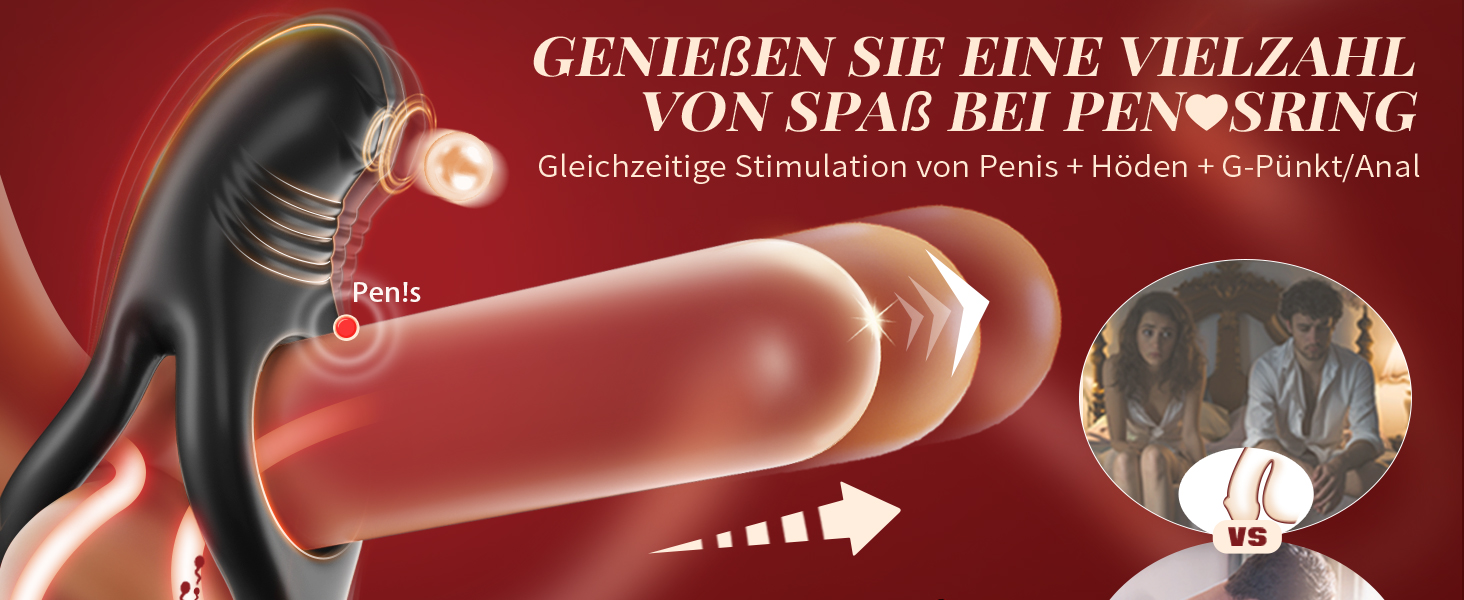 GENIEßEN SIE EINE VIELZAHL
VON SPAß BEI PEN♥SRING
Gleichzeitige Stimulation von Penis + Höden + G-Pünkt/Anal
Pen!s
VS